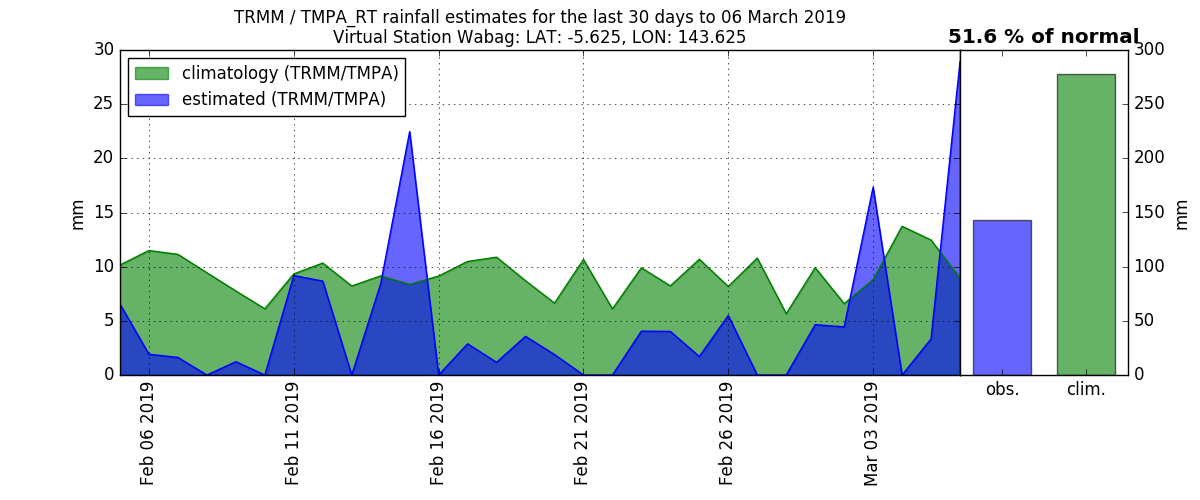 TRMM / TMPA_RT rainfall estimates for the last 30 days to 06 March 2019
Virtual Station Wabag: LAT: -5.625, LON: 143.625
51.6 % of normal
climatology (TRMM/TMPA)
estimated (TRMM/TMPA)
30
25
20
15
10
5
0
mm
Feb 06 2019
Feb 11 2019
Feb 16 2019
Feb 21 2019
Feb 26 2019
Mar 03 2019
obs.
clim.
300
250
200
150
100
50
0
mm